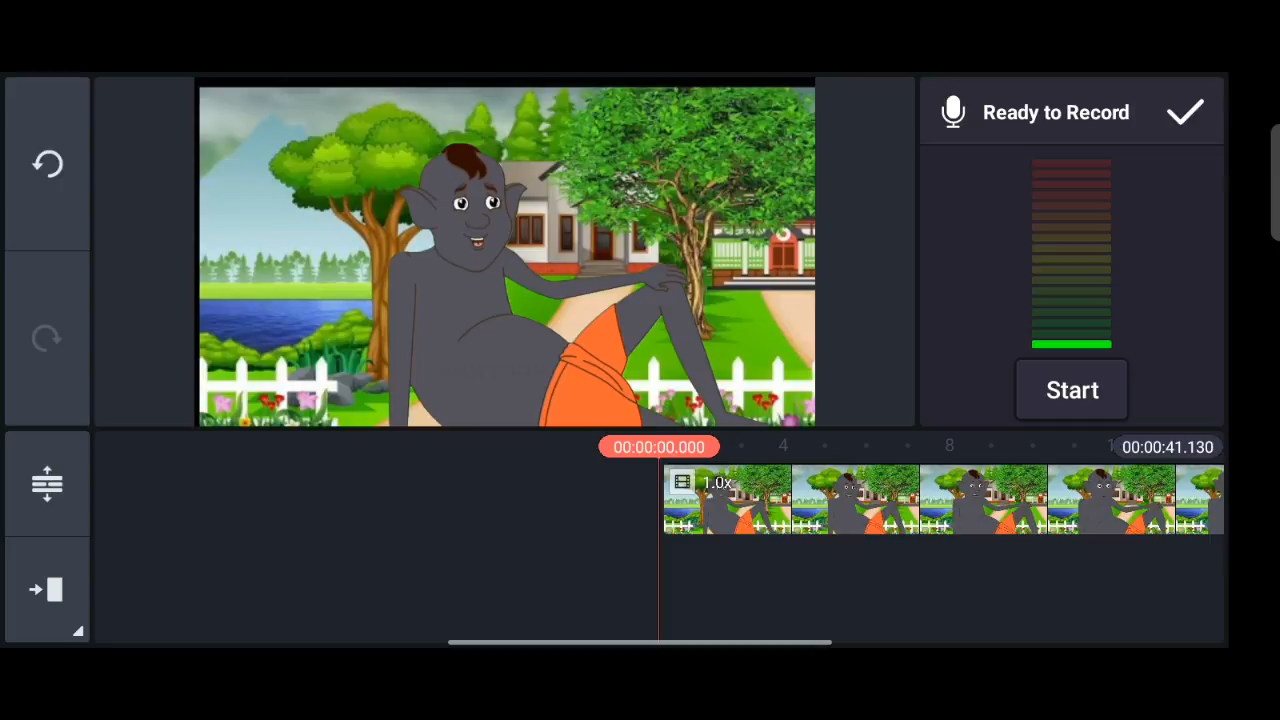 Ready to Record
Start
00:00:00.000
4
8
00:00:41.130
1.0x